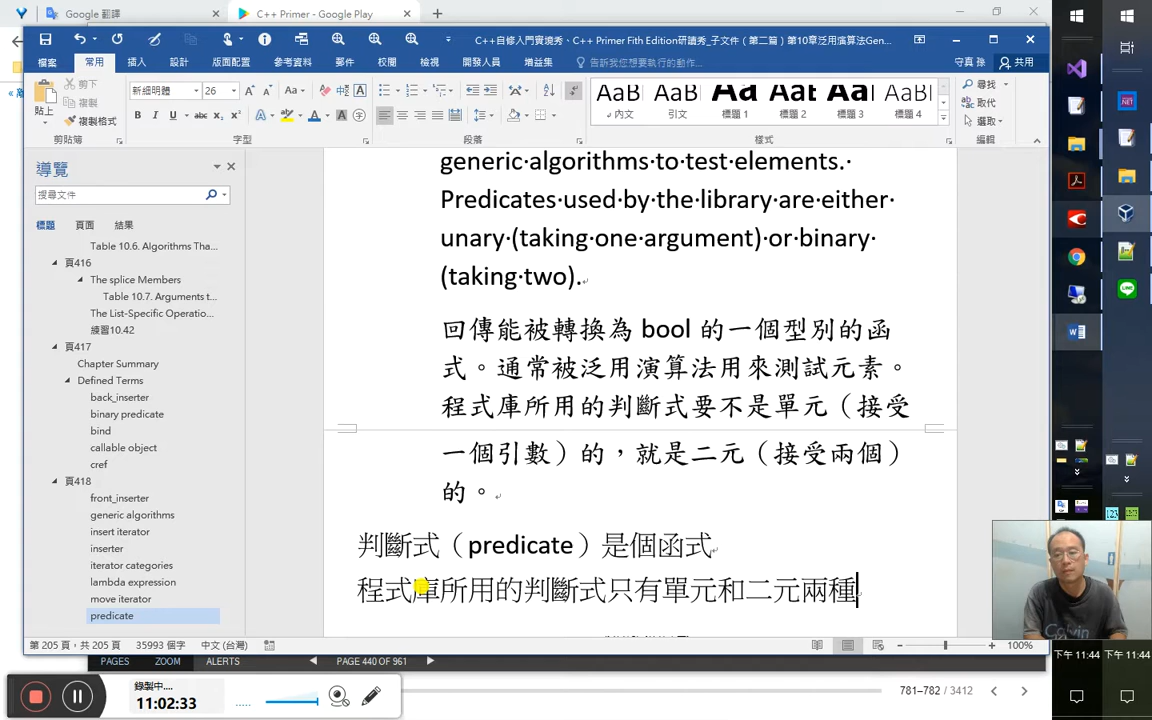 Google 翻譯
C++ Primer - Google Play
C++自修入門實境秀、C++ Primer Fith Edition研讀秀_子文件（第二篇）第10章泛用演算法Gen...
檔案 常用 插入 設計 版面配置 參考資料 郵件 校閱 檢視 開發人員 增益集 告訴我您想要執行的動作... 守真 孫 共用
貼上 剪下 複製 複製格式
新細明體 26
AaB AaB Aa Aab Aal AaB
內文 引文 標題 1 標題 2 標題 3 標題 4
尋找 取代 選取
剪貼簿 字型 段落 樣式 編輯
導覽
搜尋文件
標題 頁面 結果
Table 10.6. Algorithms Tha...
頁416
The splice Members
Table 10.7. Arguments t...
The List-Specific Operatio...
練習10.42
頁417
Chapter Summary
Defined Terms
back_inserter
binary predicate
bind
callable object
cref
頁418
front_inserter
generic algorithms
insert iterator
inserter
iterator categories
lambda expression
move iterator
predicate
generic·algorithms·to·test·elements.·
Predicates·used·by·the·library·are·either·
unary·(taking·one·argument)·or·binary·
(taking·two).
回傳能被轉換為 bool 的一個型別的函
式。通常被泛用演算法用來測試元素。
程式庫所用的判斷式要不是單元（接受
一個引數）的，就是二元（接受兩個）
的。
判斷式（predicate）是個函式
程式庫所用的判斷式只有單元和二元兩種
第 205 頁，共 205 頁 35993 個字 中文 (台灣) 100%
PAGES ZOOM ALERTS PAGE 440 OF 961
錄製中....
11:02:33
781–782 / 3412
下午 11:44 下午 11:44